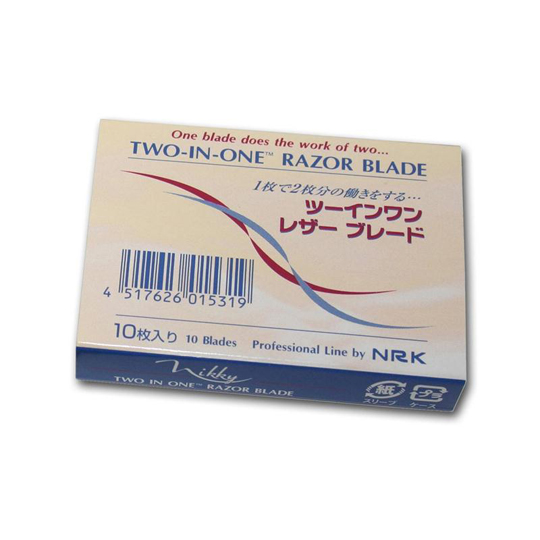 One blade does the work of two...
TWO-IN-ONE™ RAZOR BLADE
1枚で2枚分の働きをする…
ツーインワン
レザー ブレード
4 517626 015319
10枚入り 10 Blades Professional Line by NRK
Nikky
TWO IN ONE™ RAZOR BLADE
紙
プラ
スリーブ
ケース